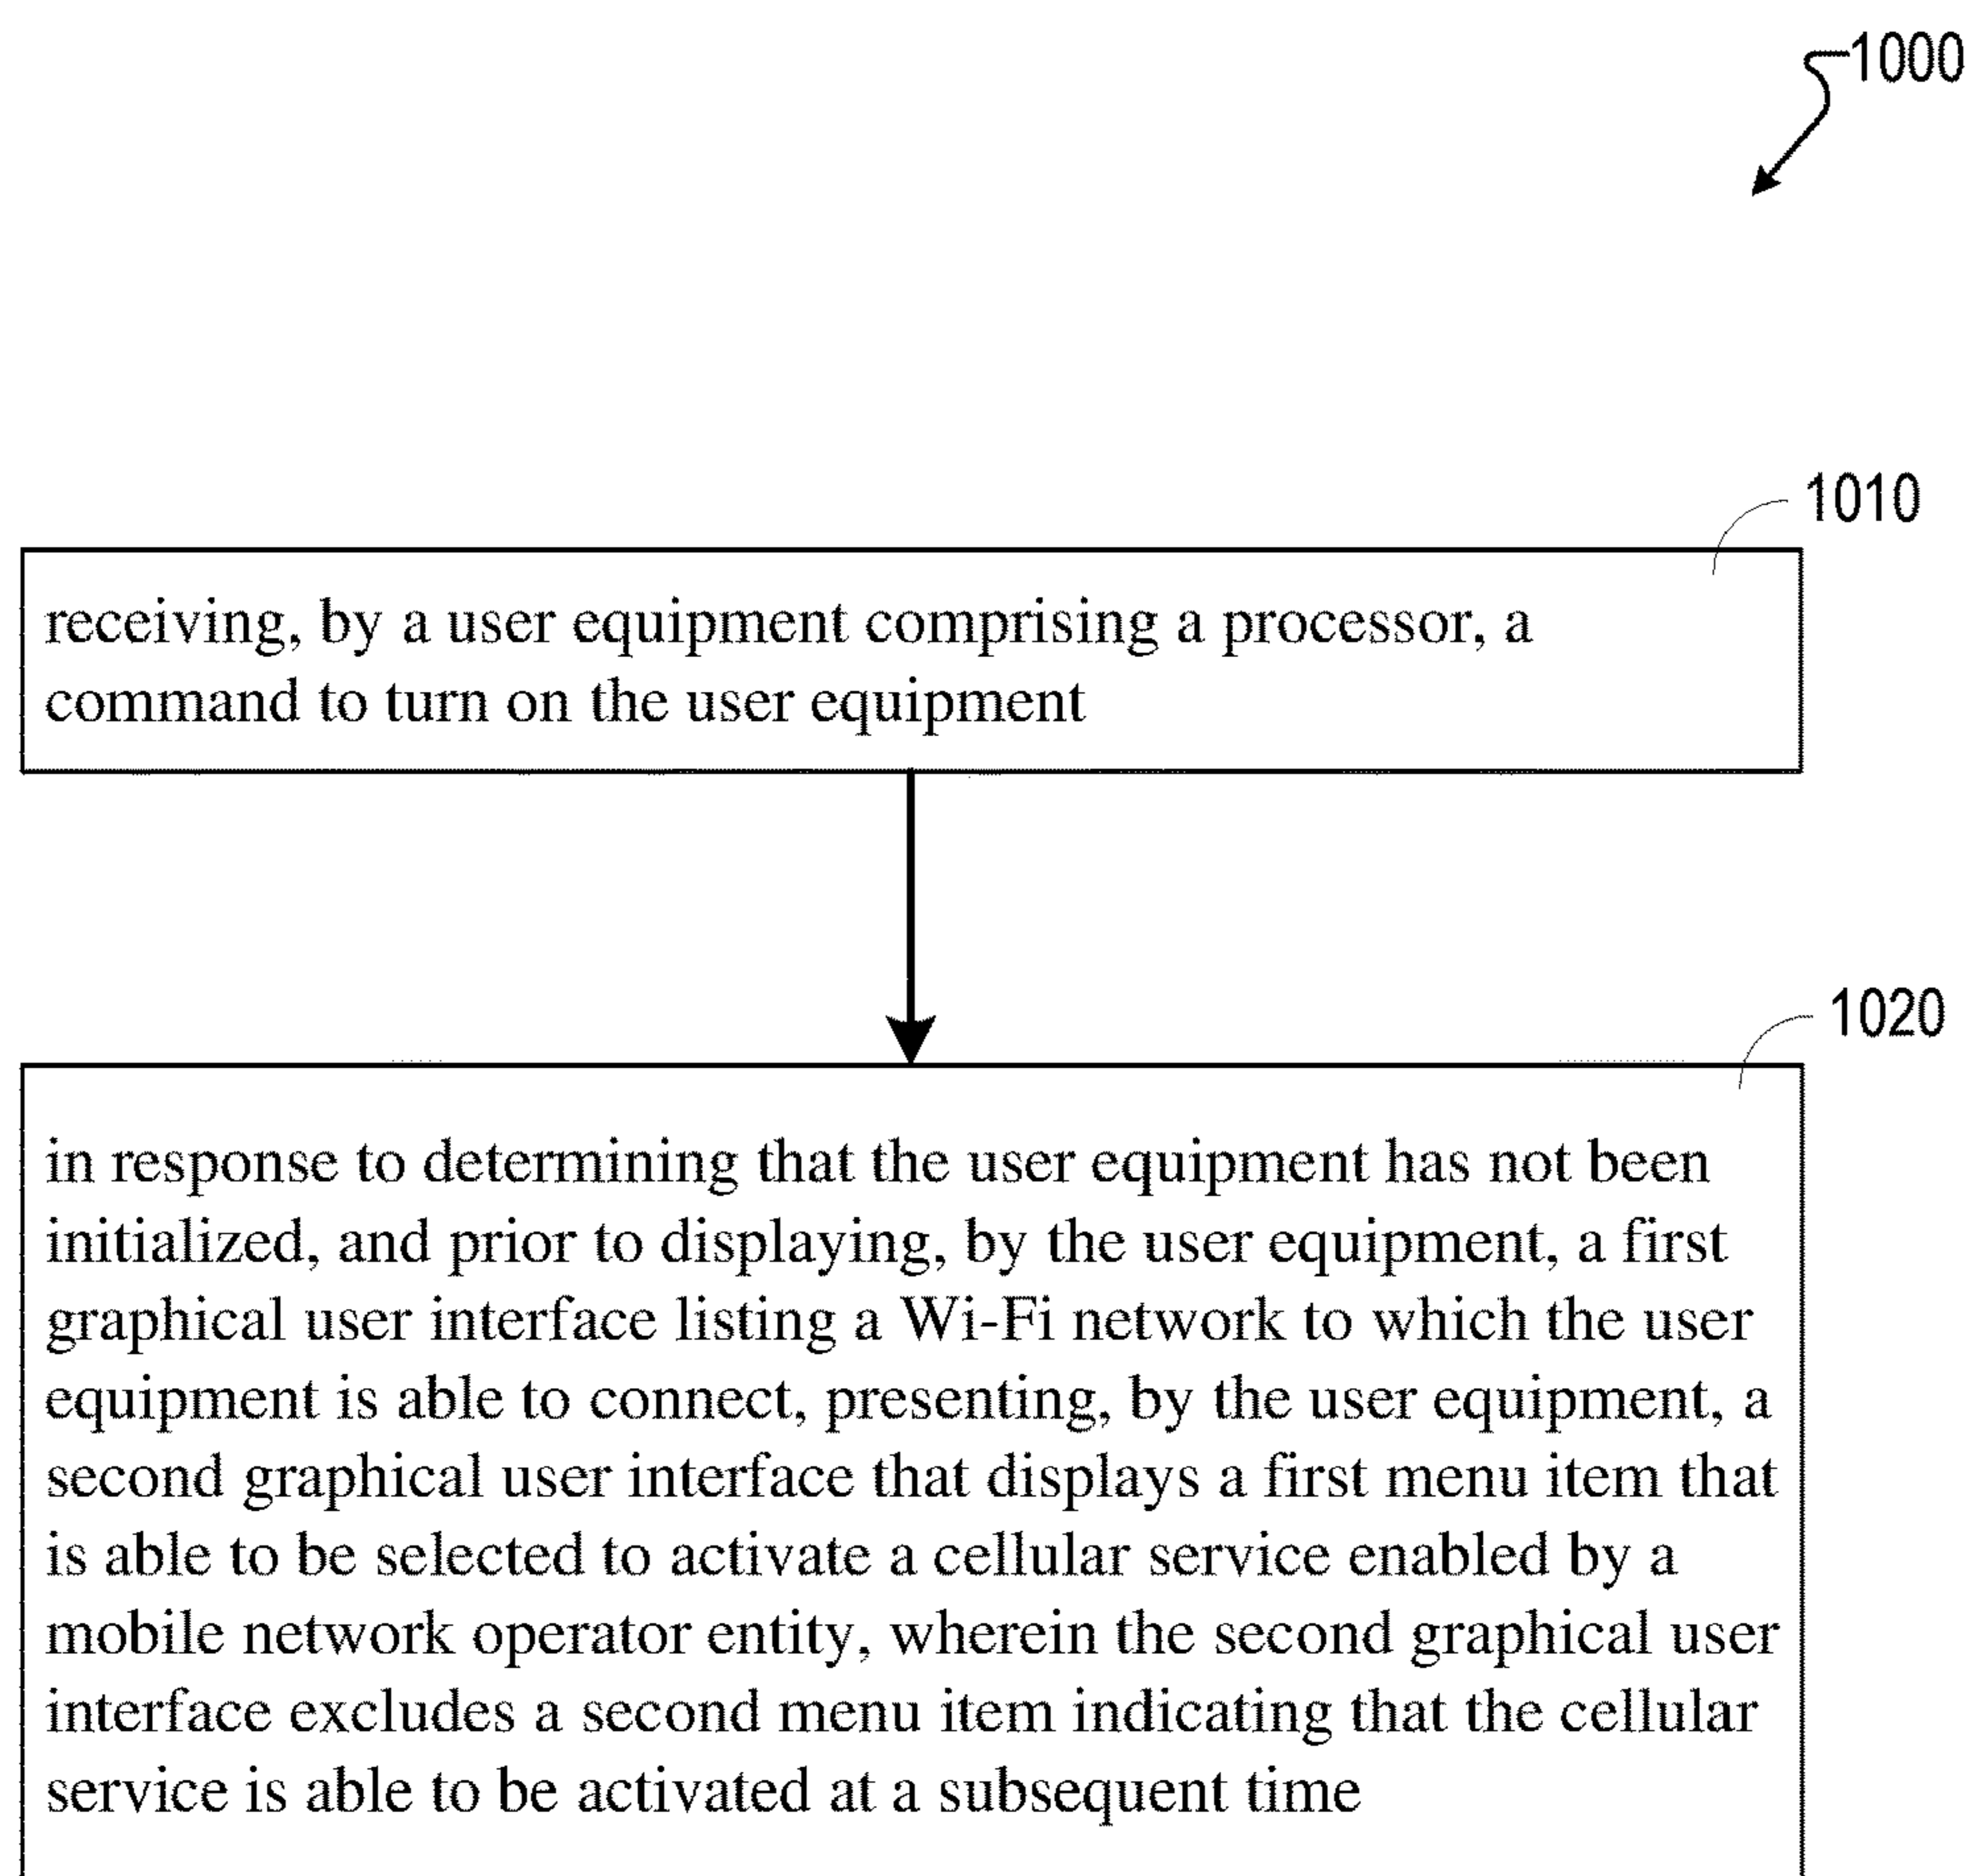 1000
1010
receiving, by a user equipment comprising a processor, a
command to turn on the user equipment
1020
in response to determining that the user equipment has not been
initialized, and prior to displaying, by the user equipment, a first
graphical user interface listing a Wi-Fi network to which the user
equipment is able to connect, presenting, by the user equipment, a
second graphical user interface that displays a first menu item that
is able to be selected to activate a cellular service enabled by a
mobile network operator entity, wherein the second graphical user
interface excludes a second menu item indicating that the cellular
service is able to be activated at a subsequent time